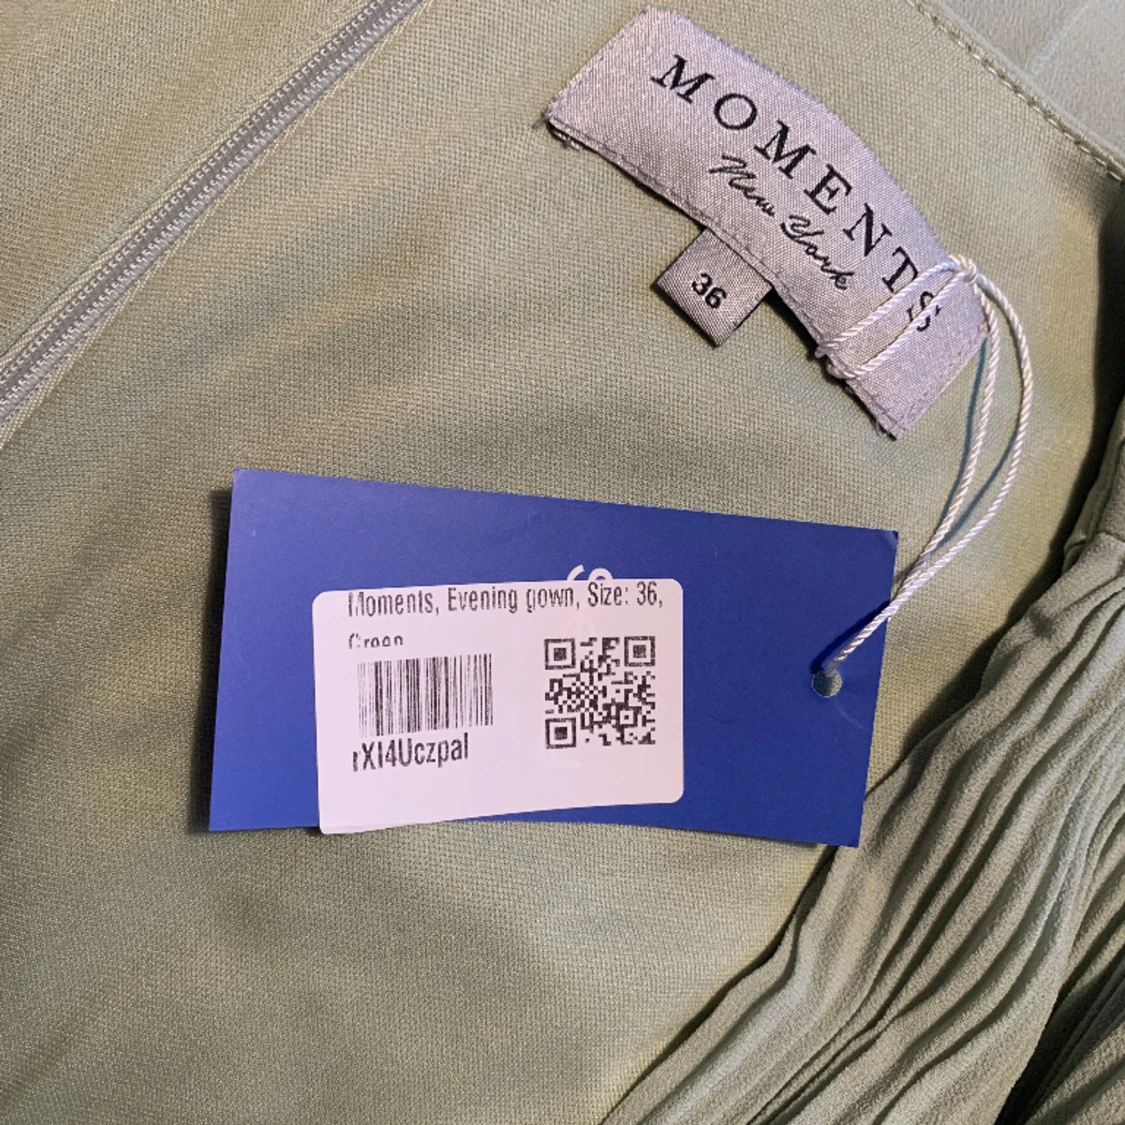 MOMENTS
New York
36
Moments, Evening gown, Size: 36,
Green
rXI4Uczpal